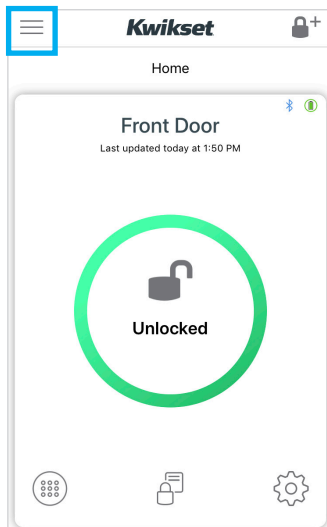 Kwikset
Home
Front Door
Last updated today at 1:50 PM
Unlocked